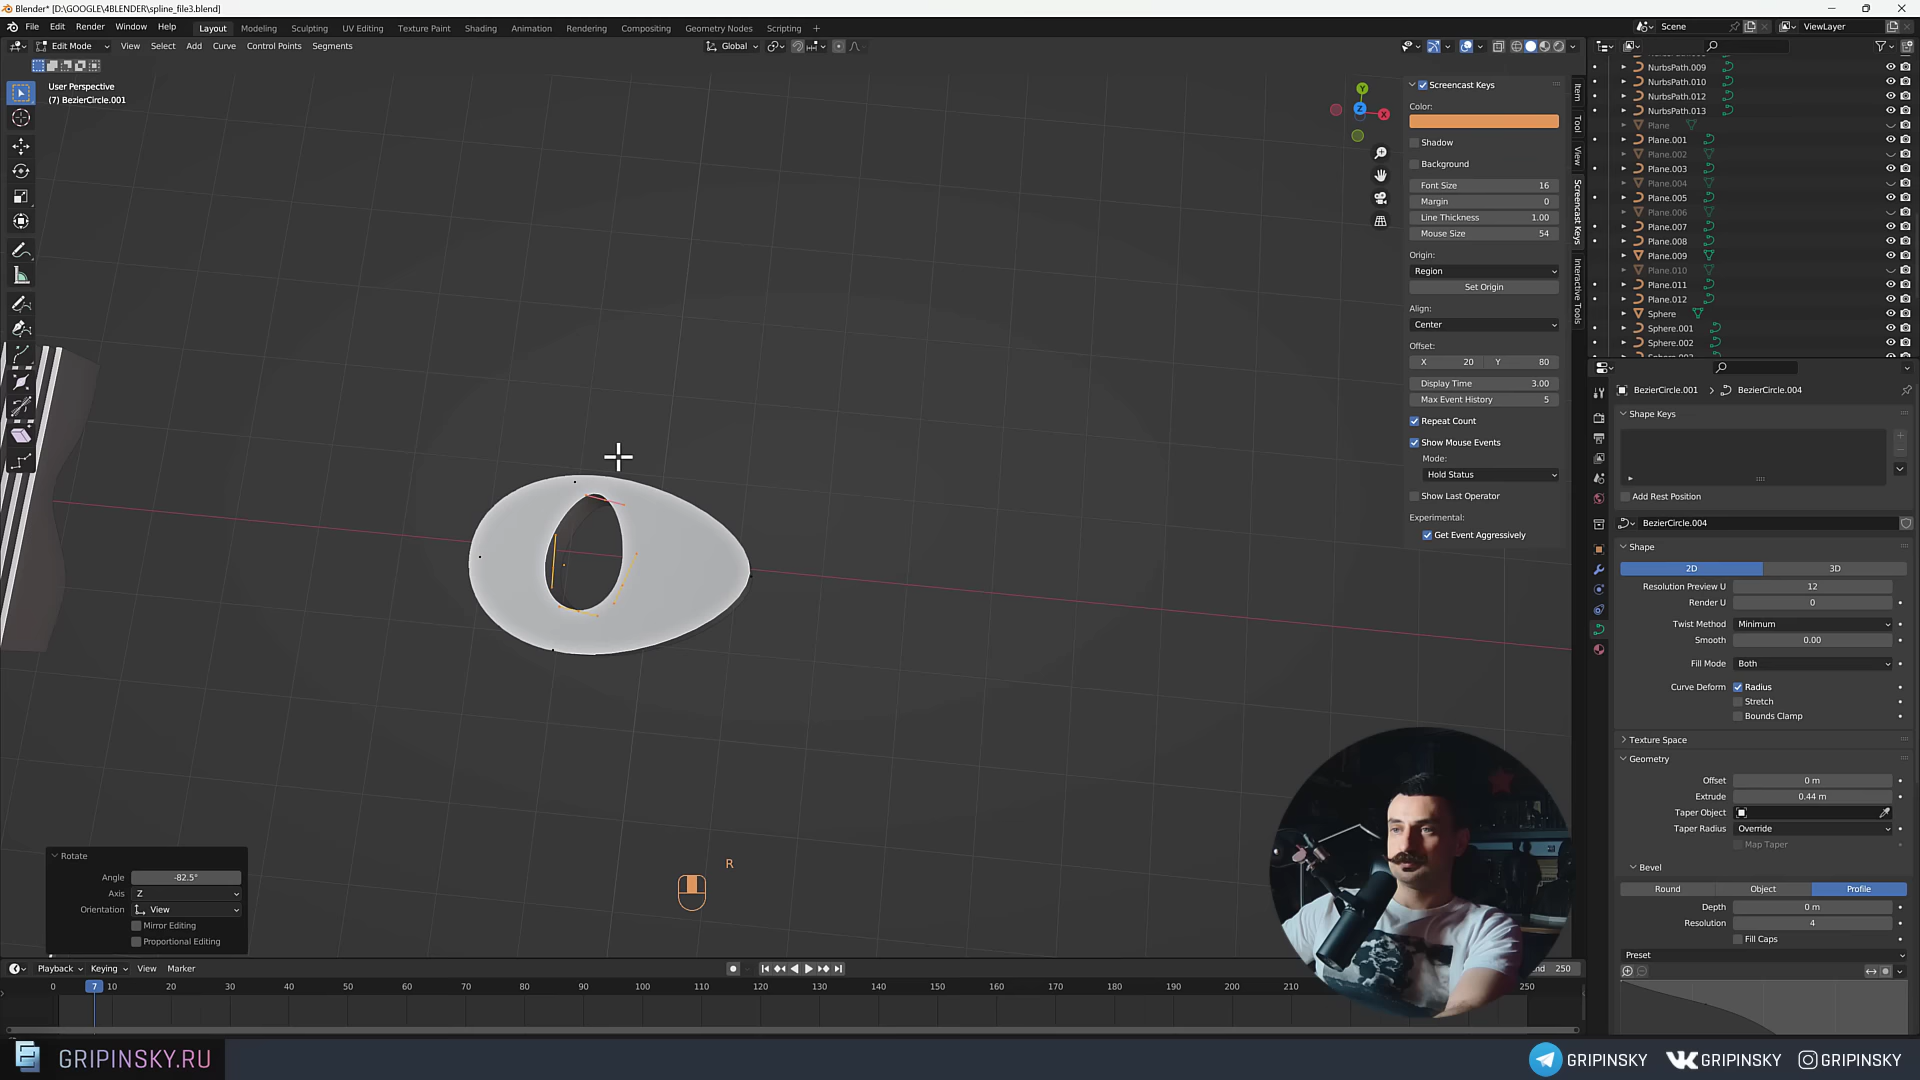 Blender* [D:\GOOGLE\4BLENDER\spline_file3.blend]
File Edit Render Window Help Layout Modeling Sculpting UV Editing Texture Paint Shading Animation Rendering Compositing Geometry Nodes Scripting + Scene ViewLayer
Edit Mode View Select Add Curve Control Points Segments Global
User Perspective
(7) BezierCircle.001
Y
Z
X
Screencast Keys
Color:
Shadow
Background
Font Size 16
Margin 0
Line Thickness 1.00
Mouse Size 54
Origin:
Region
Set Origin
Align:
Center
Offset:
X 20 Y 80
Display Time 3.00
Max Event History 5
Repeat Count
Show Mouse Events
Mode:
Hold Status
Show Last Operator
Experimental:
Get Event Aggressively
Item
Tool
View
Screencast Keys
Interactive Tools
NurbsPath.009
NurbsPath.010
NurbsPath.012
NurbsPath.013
Plane
Plane.001
Plane.002
Plane.003
Plane.004
Plane.005
Plane.006
Plane.007
Plane.008
Plane.009
Plane.010
Plane.011
Plane.012
Sphere
Sphere.001
Sphere.002
BezierCircle.001 > BezierCircle.004
Shape Keys
Add Rest Position
BezierCircle.004
Shape
2D 3D
Resolution Preview U 12
Render U 0
Twist Method Minimum
Smooth 0.00
Fill Mode Both
Curve Deform Radius
Stretch
Bounds Clamp
Texture Space
Geometry
Offset 0 m
Extrude 0.44 m
Taper Object
Taper Radius Override
Map Taper
Bevel
Round Object Profile
Depth 0 m
Resolution 4
Fill Caps
Preset
Rotate
Angle -82.5°
Axis Z
Orientation View
Mirror Editing
Proportional Editing
R
Playback Keying View Marker
nd 250
0 7 10 20 30 40 50 60 70 80 90 100 110 120 130 140 150 160 170 180 190 200 210 250
GRIPINSKY.RU
GRIPINSKY GRIPINSKY GRIPINSKY